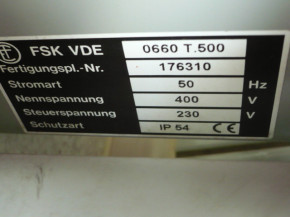 FSK VDE 0660 T.500
Fertigungspl.-Nr. 176310
Stromart 50 Hz
Nennspannung 400 V
Steuerspannung 230 V
Schutzart IP 54 CE